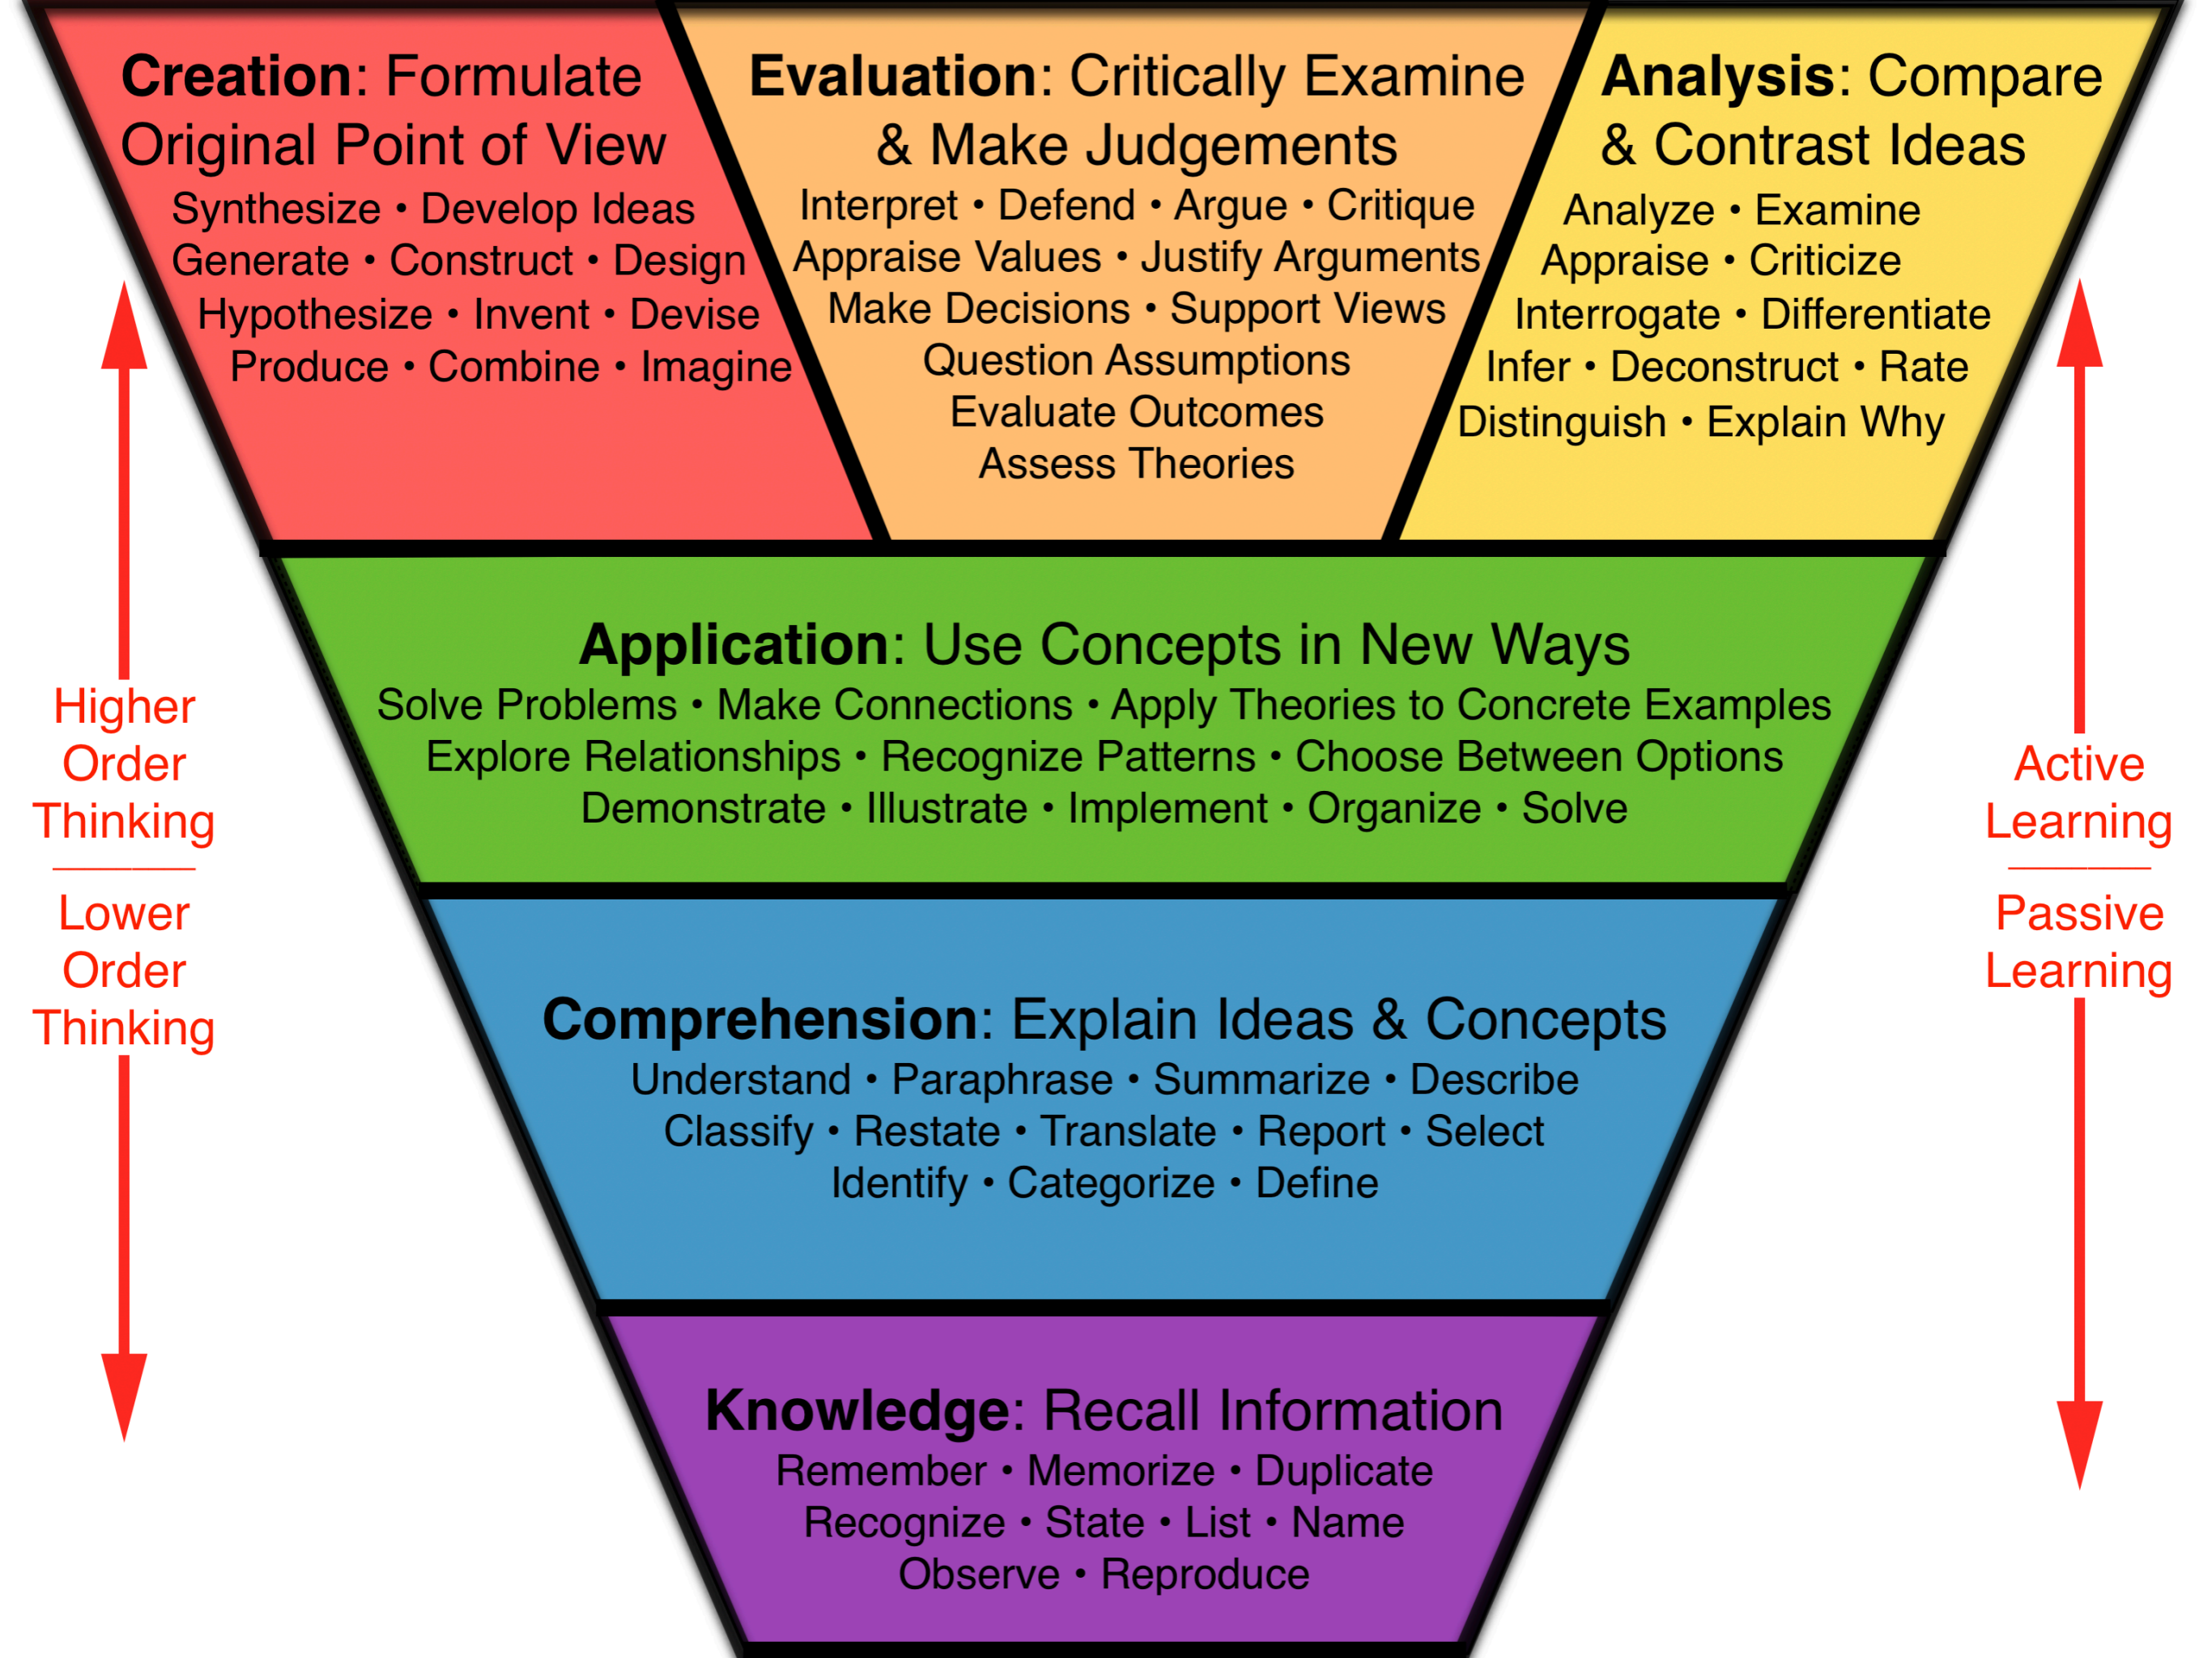 Creation: Formulate
Original Point of View
Synthesize • Develop Ideas
Generate • Construct • Design
Hypothesize • Invent • Devise
Produce • Combine • Imagine
Evaluation: Critically Examine
& Make Judgements
Interpret • Defend • Argue • Critique
Appraise Values • Justify Arguments
Make Decisions • Support Views
Question Assumptions
Evaluate Outcomes
Assess Theories
Analysis: Compare
& Contrast Ideas
Analyze • Examine
Appraise • Criticize
Interrogate • Differentiate
Infer • Deconstruct • Rate
Distinguish • Explain Why
Application: Use Concepts in New Ways
Solve Problems • Make Connections • Apply Theories to Concrete Examples
Explore Relationships • Recognize Patterns • Choose Between Options
Demonstrate • Illustrate • Implement • Organize • Solve
Comprehension: Explain Ideas & Concepts
Understand • Paraphrase • Summarize • Describe
Classify • Restate • Translate • Report • Select
Identify • Categorize • Define
Knowledge: Recall Information
Remember • Memorize • Duplicate
Recognize • State • List • Name
Observe • Reproduce
Higher
Order
Thinking
Lower
Order
Thinking
Active
Learning
Passive
Learning